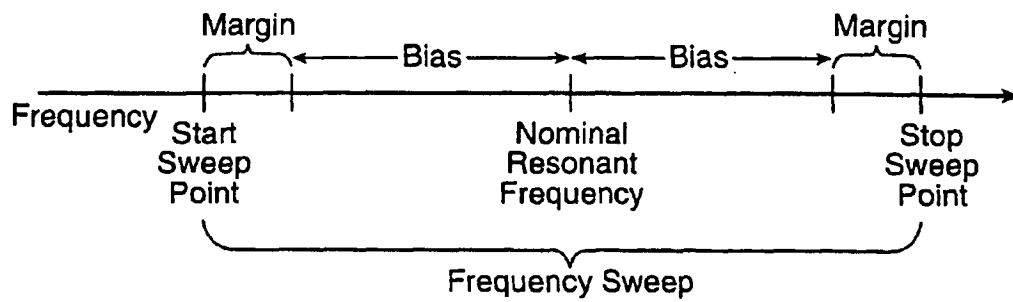 Margin
Margin
Bias
Bias
Frequency
Start
Sweep
Point
Nominal
Resonant
Frequency
Stop
Sweep
Point
Frequency Sweep